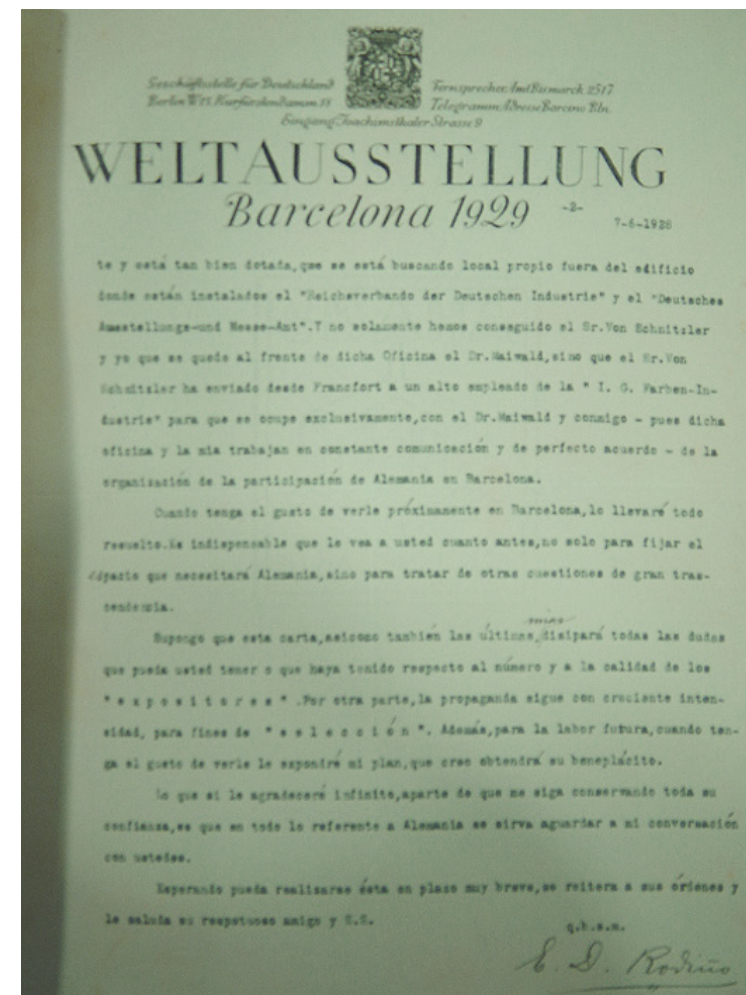 Geschäftsstelle für Deutschland
Berlin W15. Kurfürstendamm
Fernsprecher: Amt Bismarck 2517
Telegramm-Adresse Barcino Bln.
Eingang Joachimsthaler Strasse 9
WELTAUSSTELLUNG
Barcelona 1929
-2-
7-6-1928
te y está tan bien dotada,que se está buscando local propio fuera del edificio
donde están instalados el "Reichsverbando der Deutschen Industrie" y el "Deutsches
Ausstellungs-und Messe-Amt".Y no solamente hemos conseguido el Sr.Von Schnitzler
y yo que se quede al frente de dicha Oficina el Dr.Maiwald,sino que el Sr.Von
Schnitzler ha enviado desde Francfort a un alto empleado de la " I. G. Farben-In-
dustrie" para que se ocupe exclusivamente,con el Dr.Maiwald y conmigo - pues dicha
oficina y la mia trabajan en constante comunicación y de perfecto acuerdo - de la
organización de la participación de Alemania en Barcelona.
Cuando tenga el gusto de verle próximamente en Barcelona,lo llevaré todo
resuelto.Es indispensable que le vea a usted cuanto antes,no solo para fijar el
espacio que necesitará Alemania,sino para tratar de otras cuestiones de gran tras-
cendencia.
mias
Supongo que esta carta,asicomo también las últimas,disipará todas las dudas
que pueda usted tener o que haya tenido respecto al número y a la calidad de los
" e x p o s i t o r e s " .Por otra parte,la propaganda sigue con creciente inten-
sidad, para fines de " s e l e c c i ó n ". Además,para la labor futura,cuando ten-
ga el gusto de verle le expondré mi plan,que creo obtendrá su beneplácito.
Lo que si le agradeceré infinito,aparte de que me siga conservando toda su
confianza,es que en todo lo referente a Alemania se sirva aguardar a mi conversación
con ustedes.
Esperando pueda realizarse ésta en plazo muy breve,se reitera a sus órdenes y
le saluda su respetuoso amigo y S.S.
q.b.s.m.
E. D. Rodiño